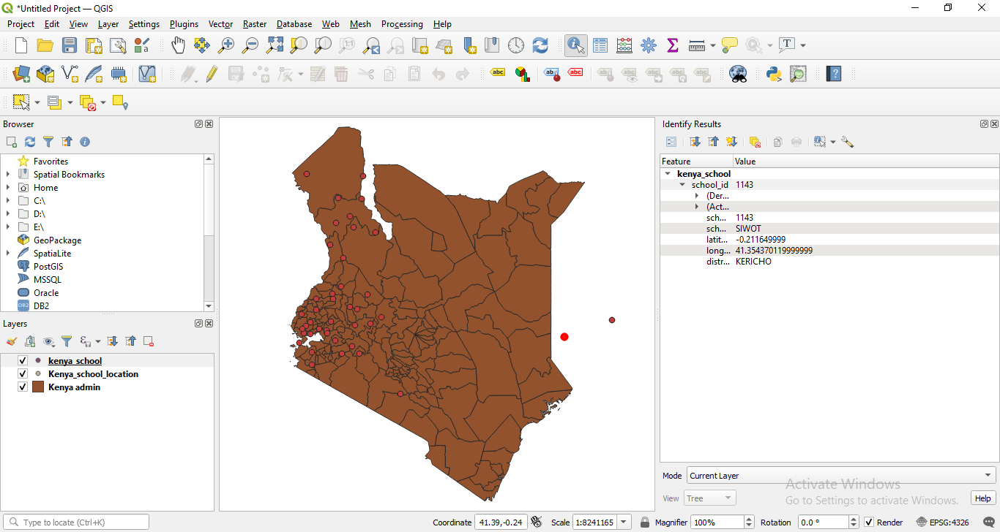 *Untitled Project — QGIS
Project Edit View Layer Settings Plugins Vector Raster Database Web Mesh Processing Help
Browser
Favorites
Spatial Bookmarks
Home
C:\
D:\
E:\
GeoPackage
SpatiaLite
PostGIS
MSSQL
Oracle
DB2
Layers
kenya_school
Kenya_school_location
Kenya admin
Identify Results
Feature Value
kenya_school
school_id 1143
(Der...
(Act...
sch... 1143
sch... SIWOT
latit... -0.211649999
long... 41.354370119999999
distr... KERICHO
Mode Current Layer
View Tree Help
Activate Windows
Go to Settings to activate Windows.
Type to locate (Ctrl+K) Coordinate 41.39,-0.24 Scale 1:8241165 Magnifier 100% Rotation 0.0 ° Render EPSG:4326